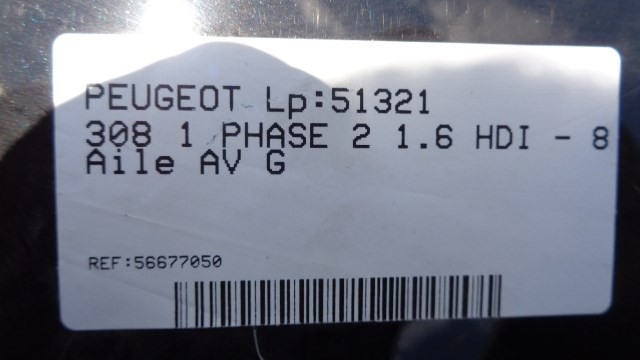 PEUGEOT Lp:51321
308 1 PHASE 2 1.6 HDI - 8
Aile AV G
REF:56677050